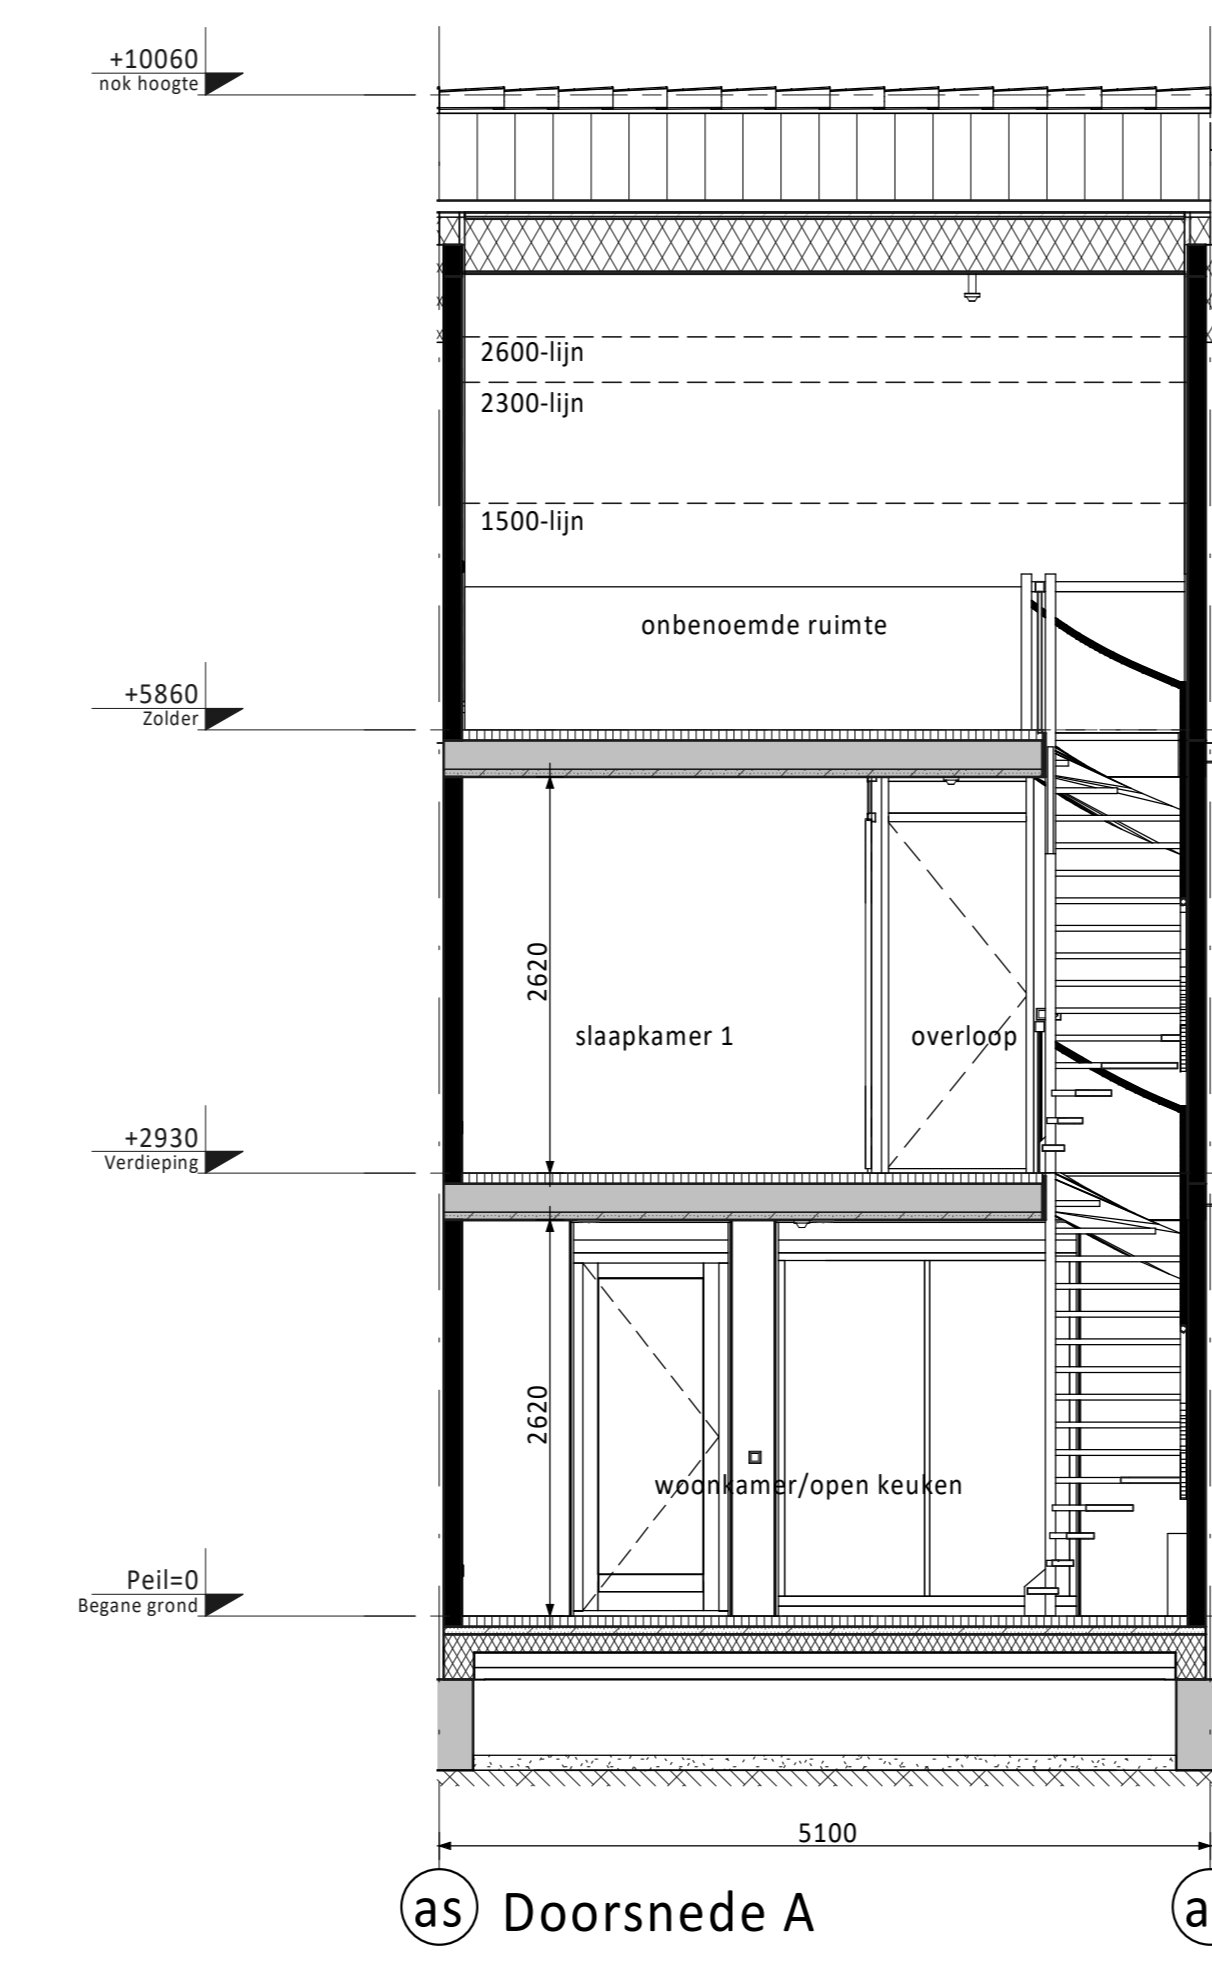 +10060
nok hoogte
2600-lijn
2300-lijn
1500-lijn
onbenoemde ruimte
+5860
Zolder
2620
slaapkamer 1
overloop
+2930
Verdieping
2620
woonkamer/open keuken
Peil=0
Begane grond
5100
as
Doorsnede A
a